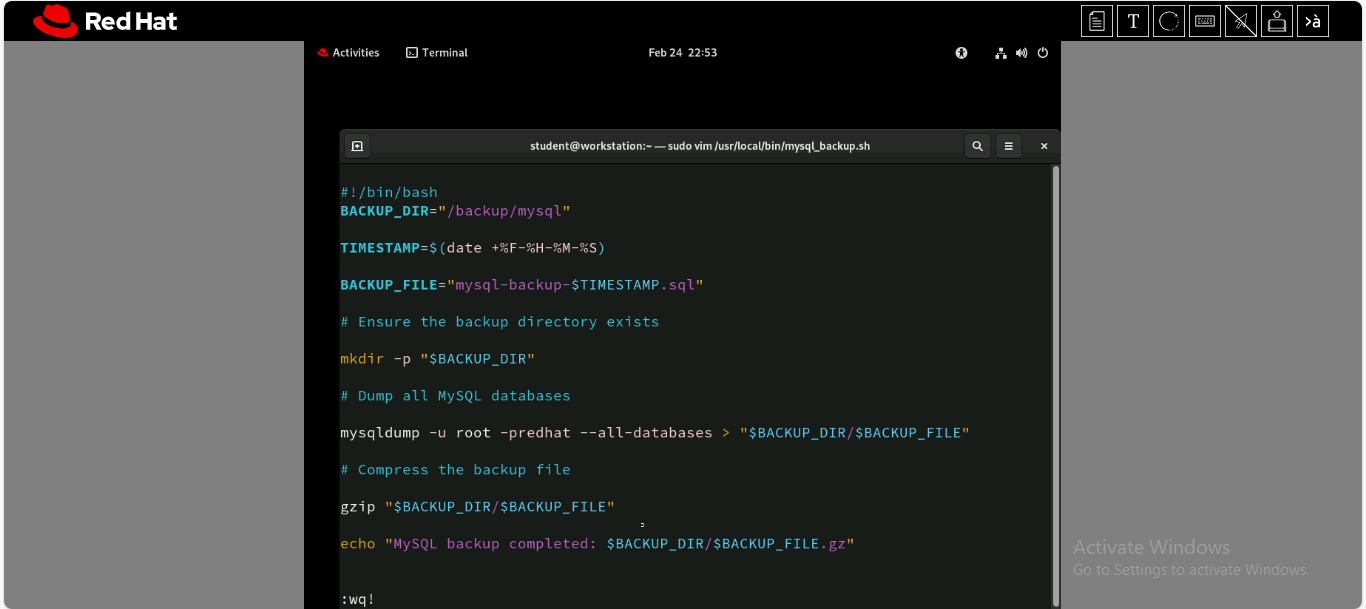 Red Hat
T
>à
Activities Terminal Feb 24 22:53
student@workstation:~ — sudo vim /usr/local/bin/mysql_backup.sh
#!/bin/bash
BACKUP_DIR="/backup/mysql"
TIMESTAMP=$(date +%F-%H-%M-%S)
BACKUP_FILE="mysql-backup-$TIMESTAMP.sql"
# Ensure the backup directory exists
mkdir -p "$BACKUP_DIR"
# Dump all MySQL databases
mysqldump -u root -predhat --all-databases > "$BACKUP_DIR/$BACKUP_FILE"
# Compress the backup file
gzip "$BACKUP_DIR/$BACKUP_FILE"
echo "MySQL backup completed: $BACKUP_DIR/$BACKUP_FILE.gz"
:wq!
Activate Windows
Go to Settings to activate Windows.